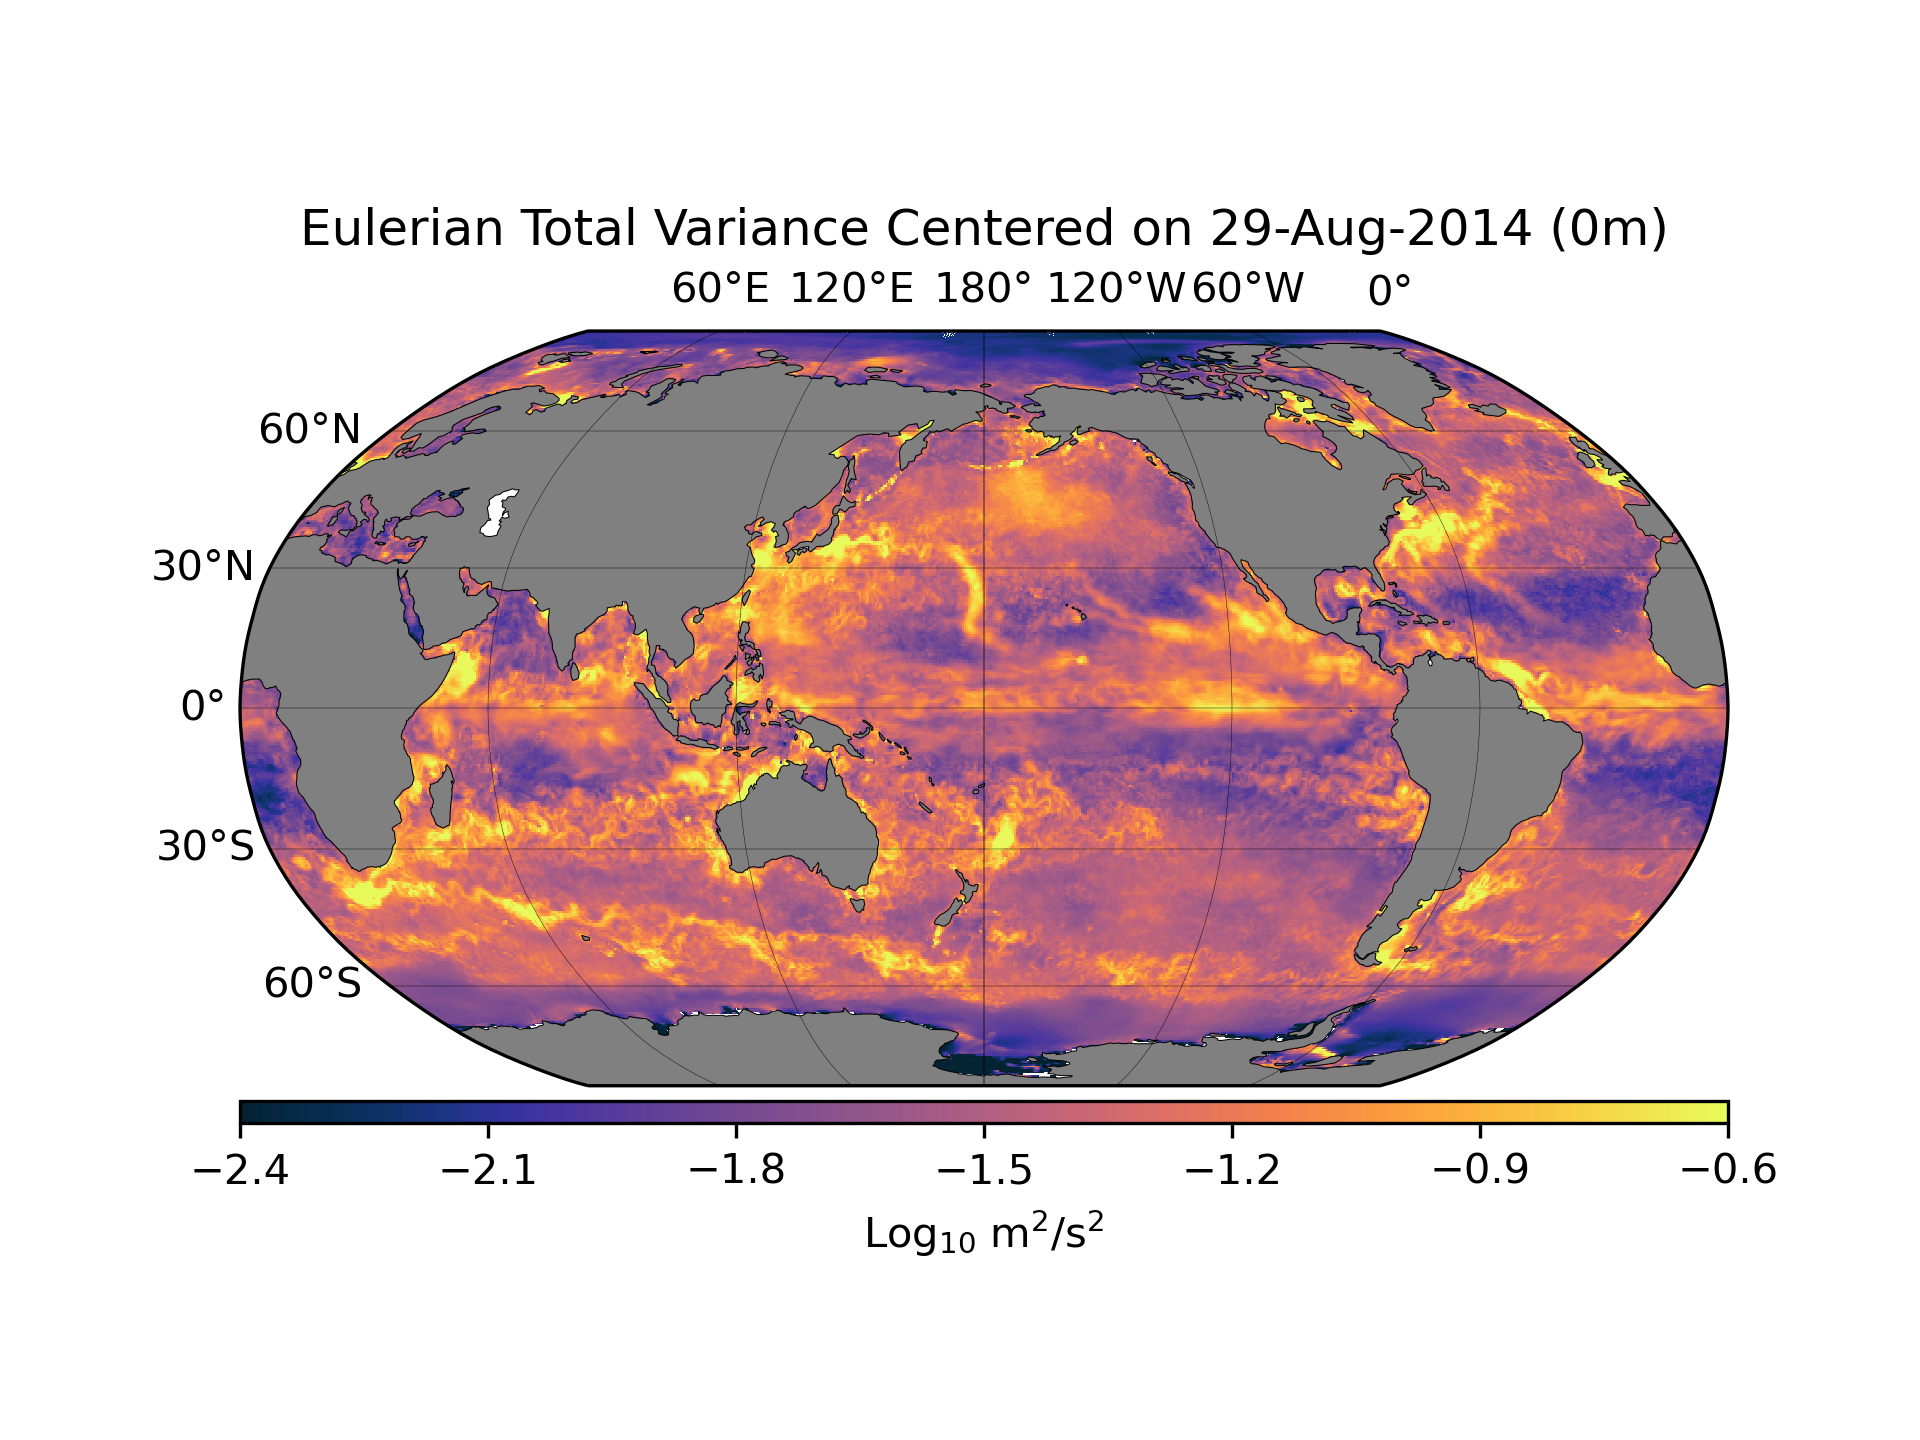 Eulerian Total Variance Centered on 29-Aug-2014 (0m)
60°E 120°E 180° 120°W 60°W 0°
60°N
30°N
0°
30°S
60°S
−2.4 −2.1 −1.8 −1.5 −1.2 −0.9 −0.6
Log₁₀ m²/s²